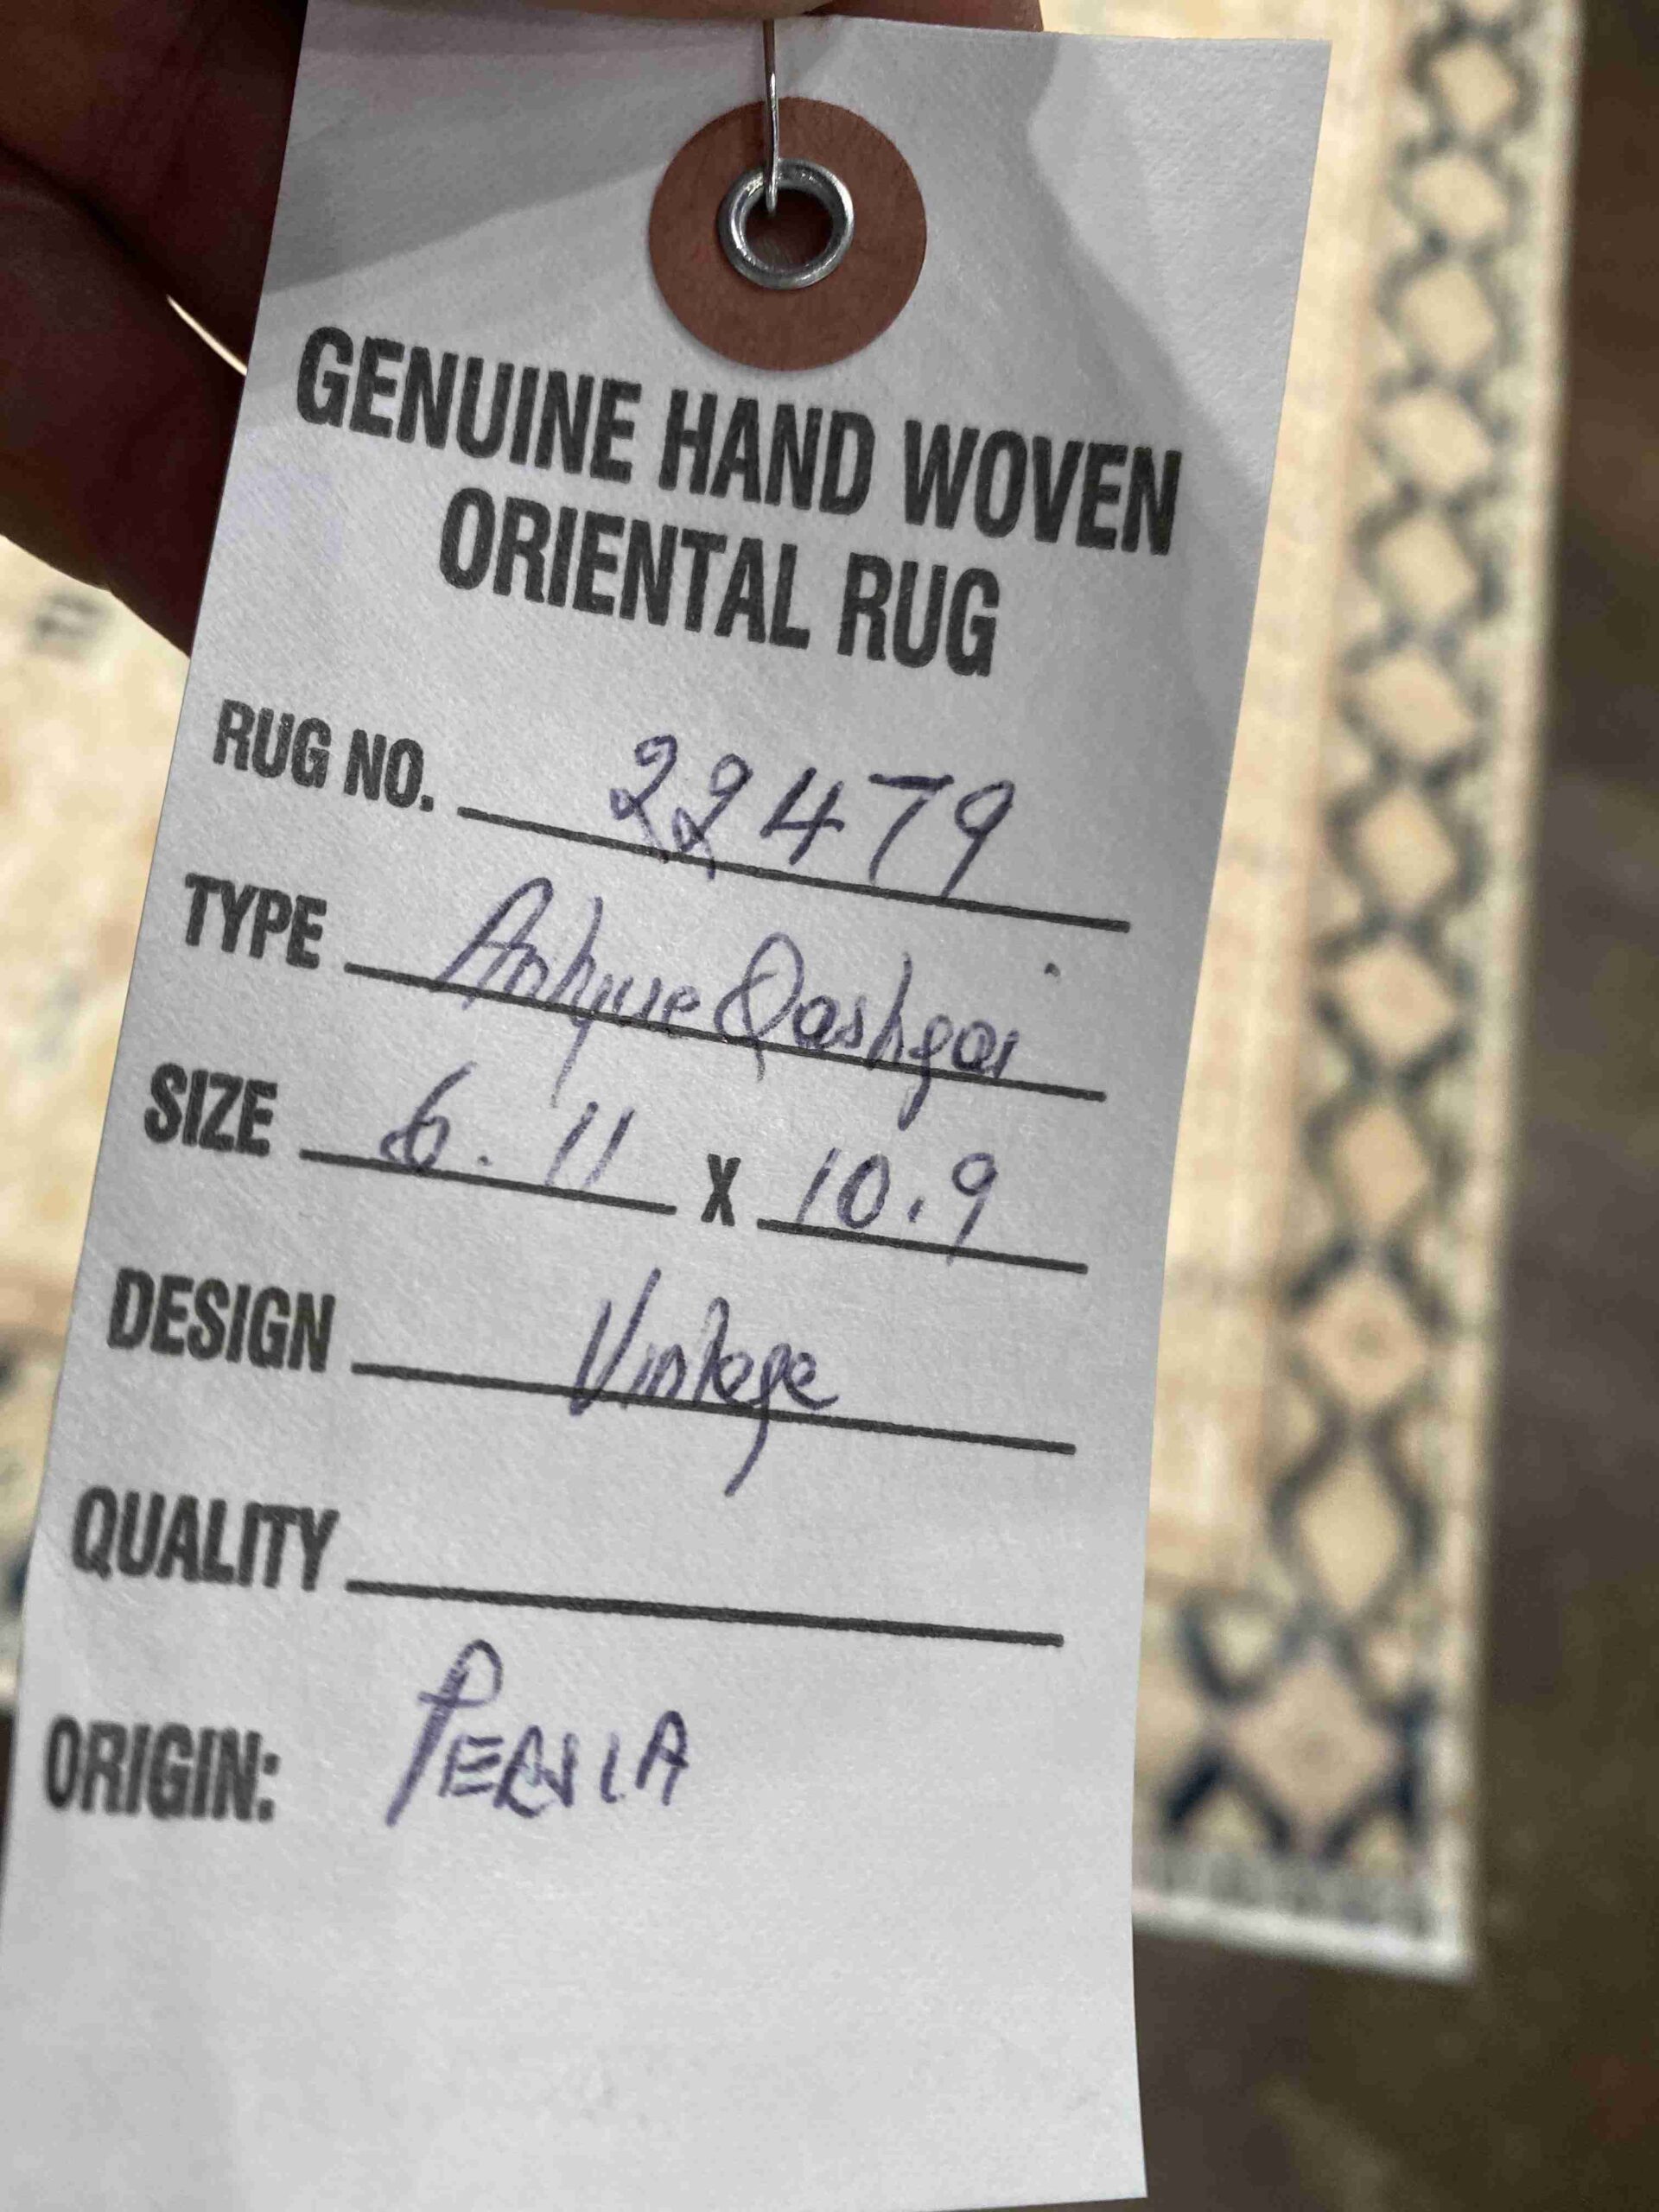 GENUINE HAND WOVEN
ORIENTAL RUG
RUG NO. 22479
TYPE Antique Qashgai
SIZE 6.11 X 10.9
DESIGN Vintage
QUALITY
ORIGIN: PERSIA